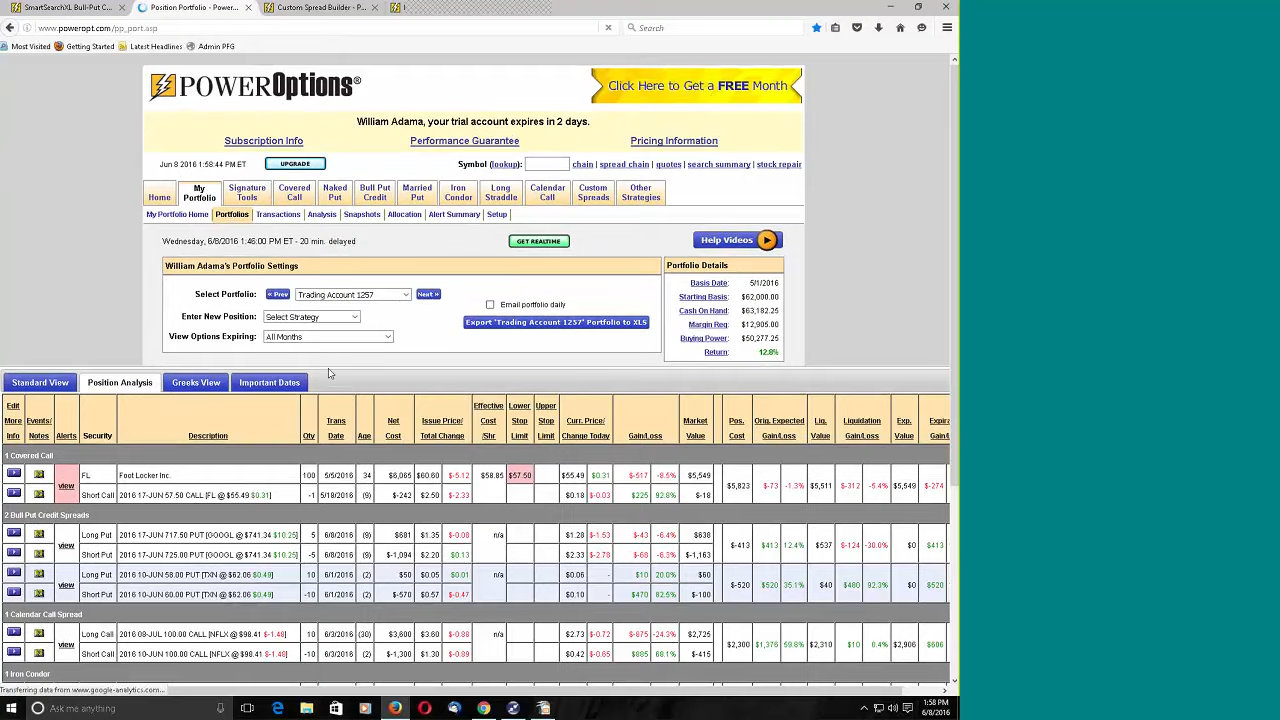 SmartSearchXL Bull-Put C... × Position Portfolio - Power... × Custom Spread Builder - P... ×
www.poweropt.com/pp_port.asp Search
Most Visited Getting Started Latest Headlines Admin PFG
POWEROptions® Click Here to Get a FREE Month
William Adama, your trial account expires in 2 days.
Subscription Info Performance Guarantee Pricing Information
Jun 8 2016 1:58:44 PM ET UPGRADE Symbol (lookup): chain | spread chain | quotes | search summary | stock repair
Home My Portfolio Signature Tools Covered Call Naked Put Bull Put Credit Married Put Iron Condor Long Straddle Calendar Call Custom Spreads Other Strategies
My Portfolio Home Portfolios Transactions Analysis Snapshots Allocation Alert Summary Setup
Wednesday, 6/8/2016 1:46:00 PM ET - 20 min. delayed GET REALTIME Help Videos
William Adama's Portfolio Settings Portfolio Details
Basis Date: 5/1/2016
Select Portfolio: « Prev Trading Account 1257 Next » Starting Basis: $62,000.00
Email portfolio daily Cash On Hand: $63,182.25
Enter New Position: Select Strategy Export 'Trading Account 1257' Portfolio to XLS Margin Req: $12,905.00
View Options Expiring: All Months Buying Power: $50,277.25
Return: 12.8%
Standard View Position Analysis Greeks View Important Dates
Edit More Info Events/ Notes Alerts Security Description Qty Trans Date Age Net Cost Issue Price/ Total Change Effective Cost /Shr Lower Stop Limit Upper Stop Limit Curr. Price/ Change Today Gain/Loss Market Value Pos. Cost Orig. Expected Gain/Loss Liq. Value Liquidation Gain/Loss Exp. Value Expira Gain/L
1 Covered Call
view FL Foot Locker Inc. 100 5/5/2016 34 $6,065 $60.60 $-5.12 $58.85 $57.50 $55.49 $0.31 $-517 -8.5% $5,549 $5,823 $-73 -1.3% $5,511 $-312 -5.4% $5,549 $-274
Short Call 2016 17-JUN 57.50 CALL [FL @ $55.49 $0.31] -1 5/18/2016 (9) $-242 $2.50 $-2.33 $0.18 $-0.03 $225 92.8% $-18
2 Bull Put Credit Spreads
view Long Put 2016 17-JUN 717.50 PUT [GOOGL @ $741.34 $10.25] 5 6/8/2016 (9) $681 $1.35 $-0.08 n/a $1.28 $-1.53 $-43 -6.4% $638 $-413 $413 12.4% $537 $-124 -30.0% $0 $413
Short Put 2016 17-JUN 725.00 PUT [GOOGL @ $741.34 $10.25] -5 6/8/2016 (9) $-1,094 $2.20 $0.13 $2.33 $-2.78 $-68 -6.3% $-1,163
view Long Put 2016 10-JUN 58.00 PUT [TXN @ $62.06 $0.49] 10 6/1/2016 (2) $50 $0.05 $0.01 n/a $0.06 - $10 20.0% $60 $-520 $520 35.1% $40 $480 92.3% $0 $520
Short Put 2016 10-JUN 60.00 PUT [TXN @ $62.06 $0.49] -10 6/1/2016 (2) $-570 $0.57 $-0.47 $0.10 - $470 82.5% $-100
1 Calendar Call Spread
view Long Call 2016 08-JUL 100.00 CALL [NFLX @ $98.41 $-1.48] 10 6/3/2016 (30) $3,600 $3.60 $-0.88 n/a $2.73 $-0.72 $-875 -24.3% $2,725 $2,300 $1,376 59.8% $2,310 $10 0.4% $2,906 $606
Short Call 2016 10-JUN 100.00 CALL [NFLX @ $98.41 $-1.48] -10 6/3/2016 (2) $-1,300 $1.30 $-0.89 $0.42 $-0.65 $885 68.1% $-415
1 Iron Condor
Transferring data from www.google-analytics.com...
Ask me anything 1:58 PM
6/8/2016